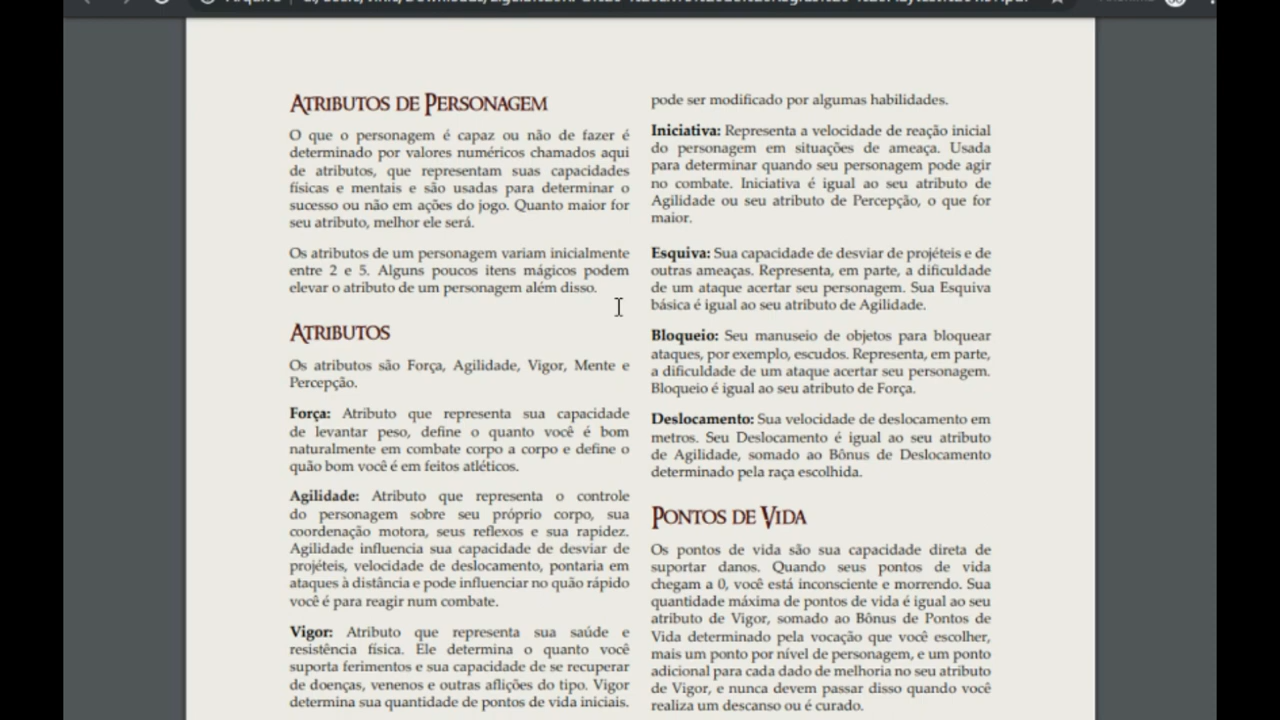 Atributos de Personagem
O que o personagem é capaz ou não de fazer é
determinado por valores numéricos chamados aqui
de atributos, que representam suas capacidades
físicas e mentais e são usadas para determinar o
sucesso ou não em ações do jogo. Quanto maior for
seu atributo, melhor ele será.
Os atributos de um personagem variam inicialmente
entre 2 e 5. Alguns poucos itens mágicos podem
elevar o atributo de um personagem além disso.
Atributos
Os atributos são Força, Agilidade, Vigor, Mente e
Percepção.
Força: Atributo que representa sua capacidade
de levantar peso, define o quanto você é bom
naturalmente em combate corpo a corpo e define o
quão bom você é em feitos atléticos.
Agilidade: Atributo que representa o controle
do personagem sobre seu próprio corpo, sua
coordenação motora, seus reflexos e sua rapidez.
Agilidade influencia sua capacidade de desviar de
projéteis, velocidade de deslocamento, pontaria em
ataques à distância e pode influenciar no quão rápido
você é para reagir num combate.
Vigor: Atributo que representa sua saúde e
resistência física. Ele determina o quanto você
suporta ferimentos e sua capacidade de se recuperar
de doenças, venenos e outras aflições do tipo. Vigor
determina sua quantidade de pontos de vida iniciais.
pode ser modificado por algumas habilidades.
Iniciativa: Representa a velocidade de reação inicial
do personagem em situações de ameaça. Usada
para determinar quando seu personagem pode agir
no combate. Iniciativa é igual ao seu atributo de
Agilidade ou seu atributo de Percepção, o que for
maior.
Esquiva: Sua capacidade de desviar de projéteis e de
outras ameaças. Representa, em parte, a dificuldade
de um ataque acertar seu personagem. Sua Esquiva
básica é igual ao seu atributo de Agilidade.
Bloqueio: Seu manuseio de objetos para bloquear
ataques, por exemplo, escudos. Representa, em parte,
a dificuldade de um ataque acertar seu personagem.
Bloqueio é igual ao seu atributo de Força.
Deslocamento: Sua velocidade de deslocamento em
metros. Seu Deslocamento é igual ao seu atributo
de Agilidade, somado ao Bônus de Deslocamento
determinado pela raça escolhida.
Pontos de Vida
Os pontos de vida são sua capacidade direta de
suportar danos. Quando seus pontos de vida
chegam a 0, você está inconsciente e morrendo. Sua
quantidade máxima de pontos de vida é igual ao seu
atributo de Vigor, somado ao Bônus de Pontos de
Vida determinado pela vocação que você escolher,
mais um ponto por nível de personagem, e um ponto
adicional para cada dado de melhoria no seu atributo
de Vigor, e nunca devem passar disso quando você
realiza um descanso ou é curado.